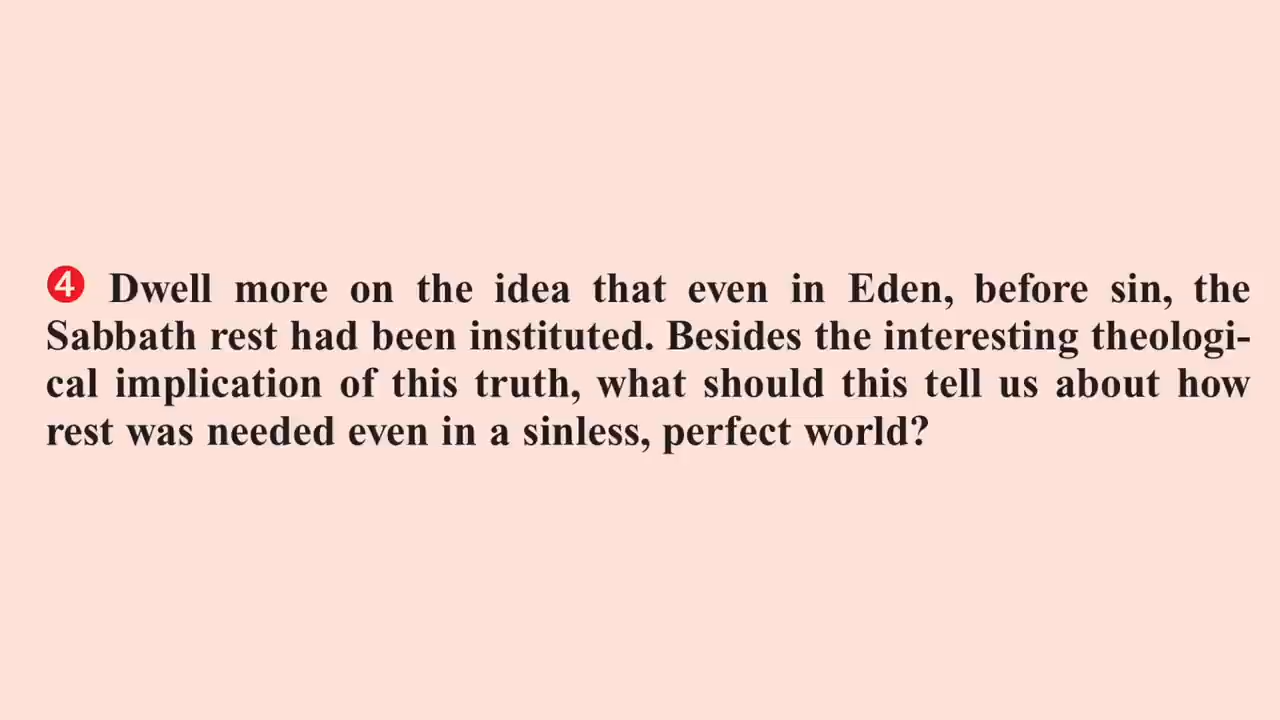 4 Dwell more on the idea that even in Eden, before sin, the
Sabbath rest had been instituted. Besides the interesting theologi-
cal implication of this truth, what should this tell us about how
rest was needed even in a sinless, perfect world?